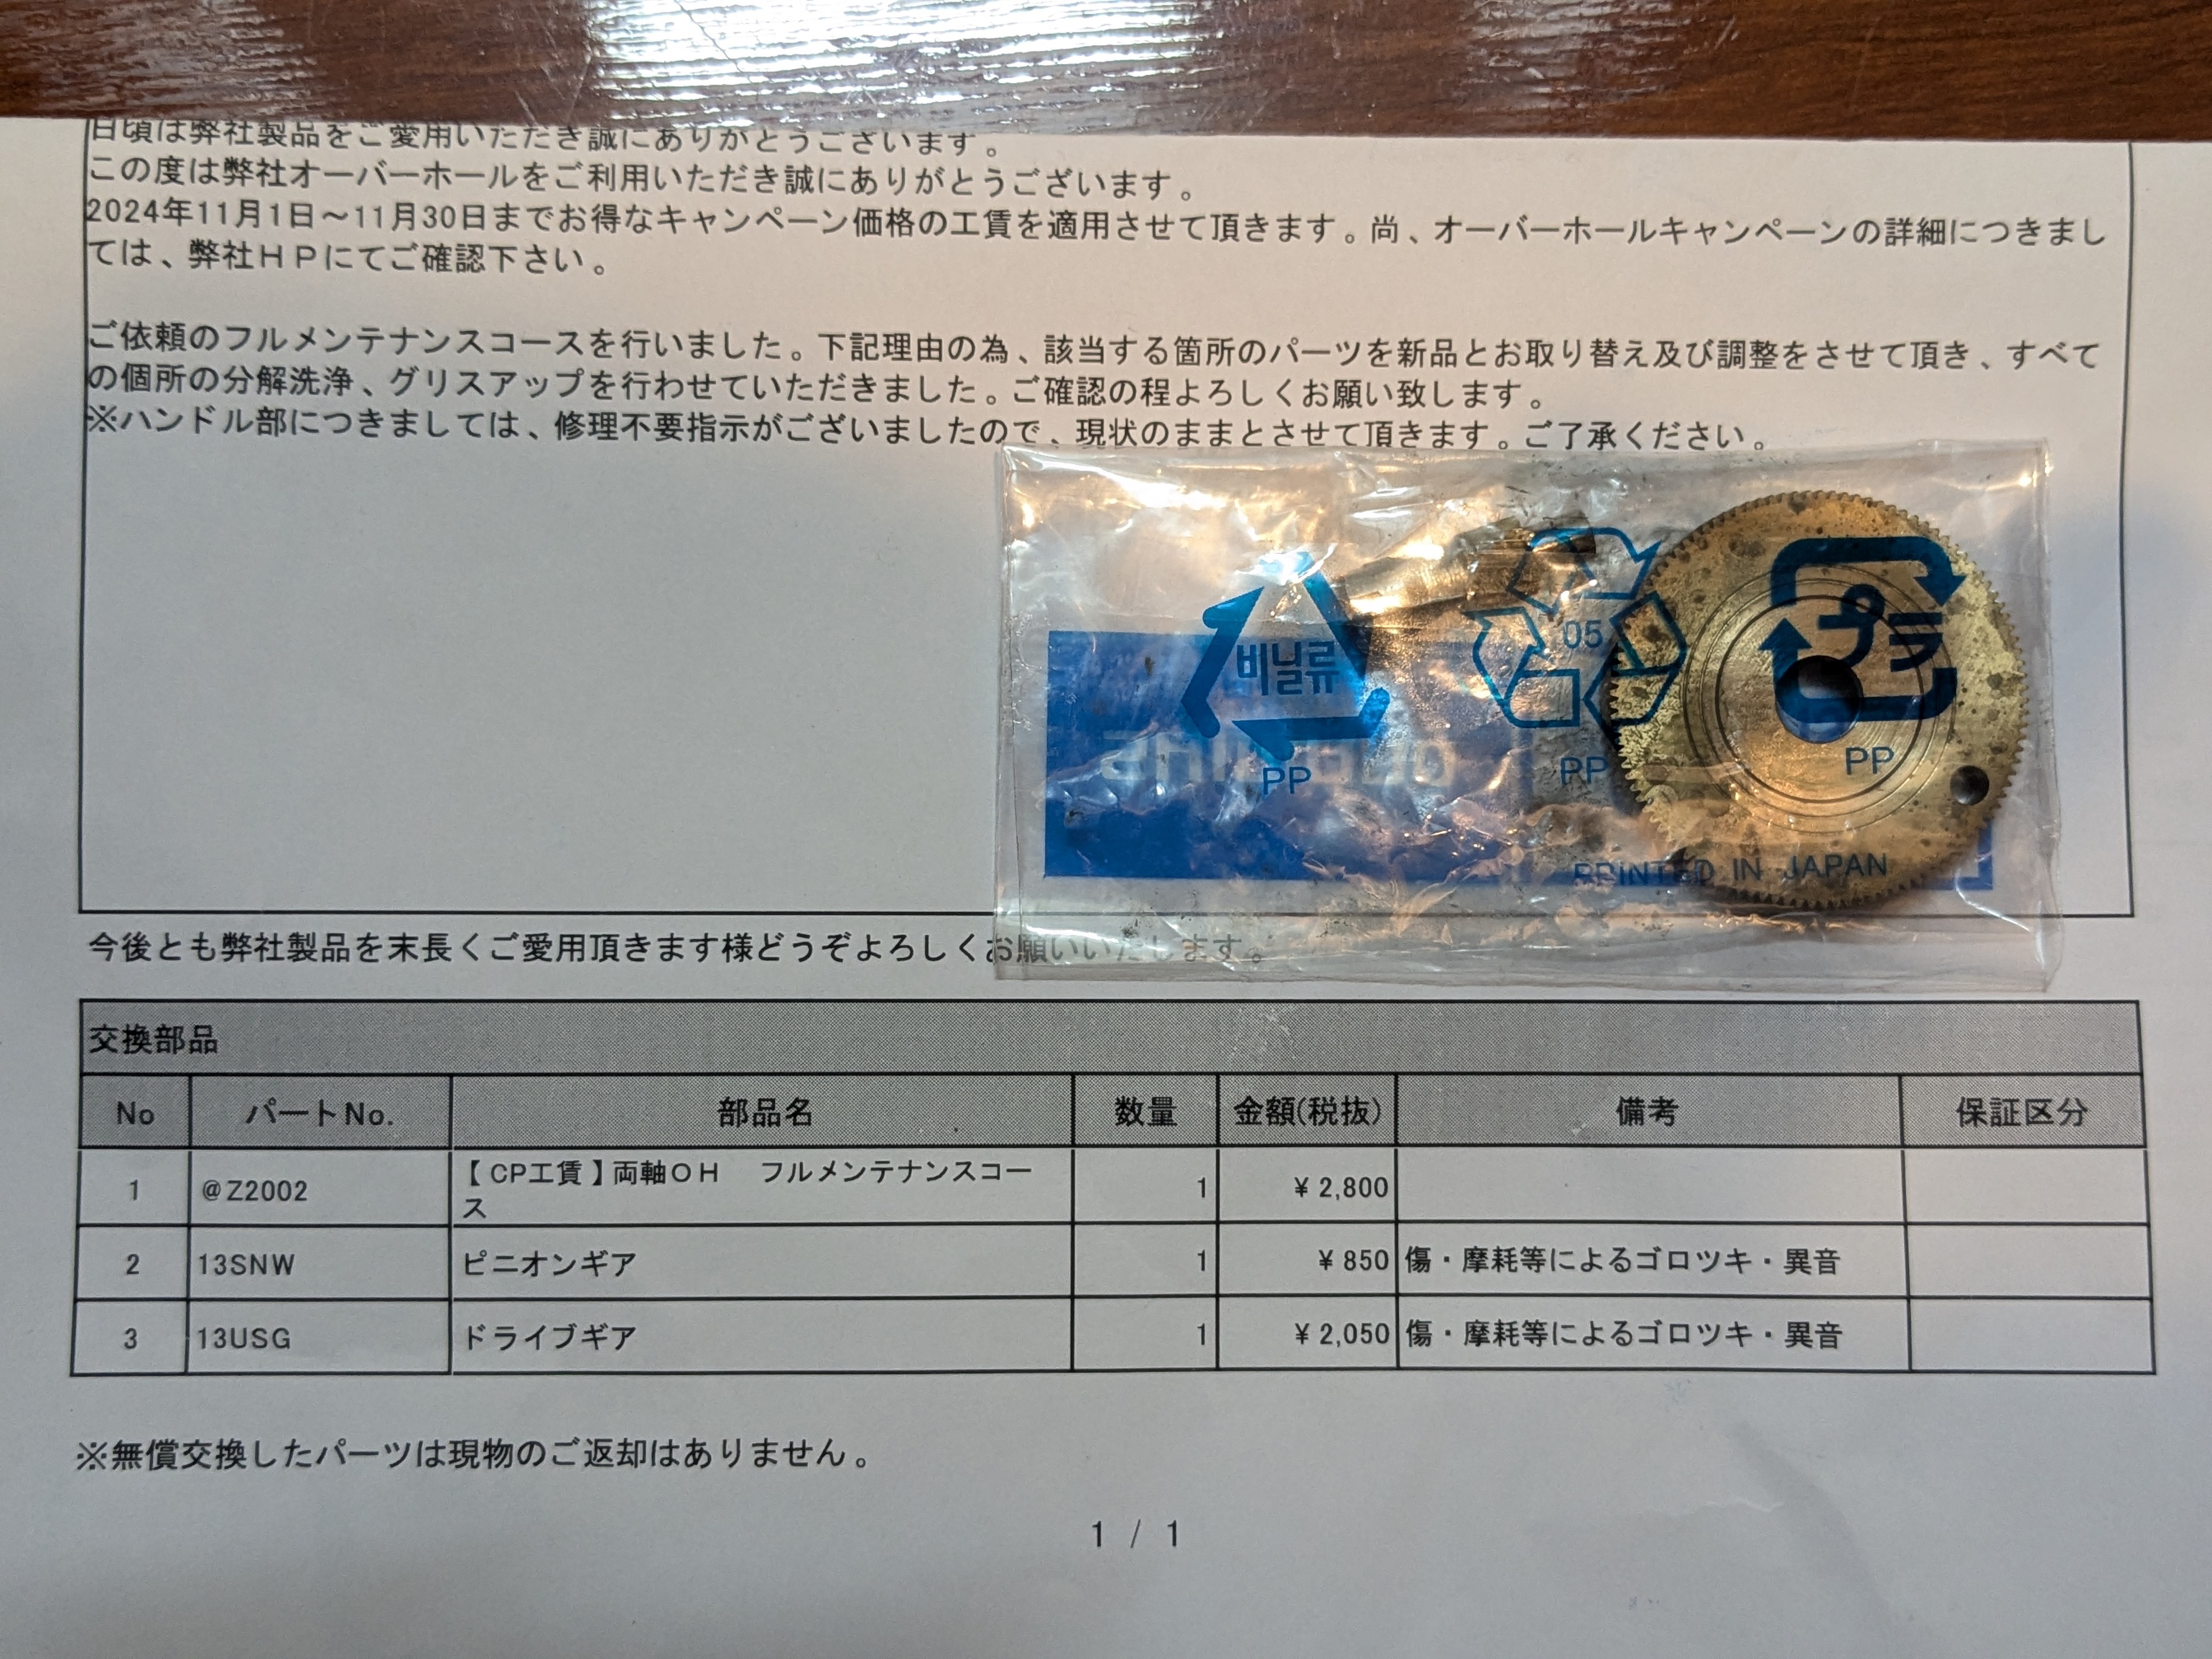 日頃は弊社製品をご愛用いただき誠にありがとうございます。
この度は弊社オーバーホールをご利用いただき誠にありがとうございます。
2024年11月1日～11月30日までお得なキャンペーン価格の工賃を適用させて頂きます。尚、オーバーホールキャンペーンの詳細につきまし
ては、弊社ＨＰにてご確認下さい。
ご依頼のフルメンテナンスコースを行いました。下記理由の為、該当する箇所のパーツを新品とお取り替え及び調整をさせて頂き、すべて
の個所の分解洗浄、グリスアップを行わせていただきました。ご確認の程よろしくお願い致します。
※ハンドル部につきましては、修理不要指示がございましたので、現状のままとさせて頂きます。ご了承ください。
비닐류
PP
05
PP
プラ
PP
PRINTED IN JAPAN
今後とも弊社製品を末長くご愛用頂きます様どうぞよろしくお願いいたします。
交換部品
No パートNo. 部品名 数量 金額(税抜) 備考 保証区分
1 @Z2002 【CP工賃】両軸ＯＨ　フルメンテナンスコー
ス 1 ¥2,800
2 13SNW ピニオンギア 1 ¥850 傷・摩耗等によるゴロツキ・異音
3 13USG ドライブギア 1 ¥2,050 傷・摩耗等によるゴロツキ・異音
※無償交換したパーツは現物のご返却はありません。
1 / 1